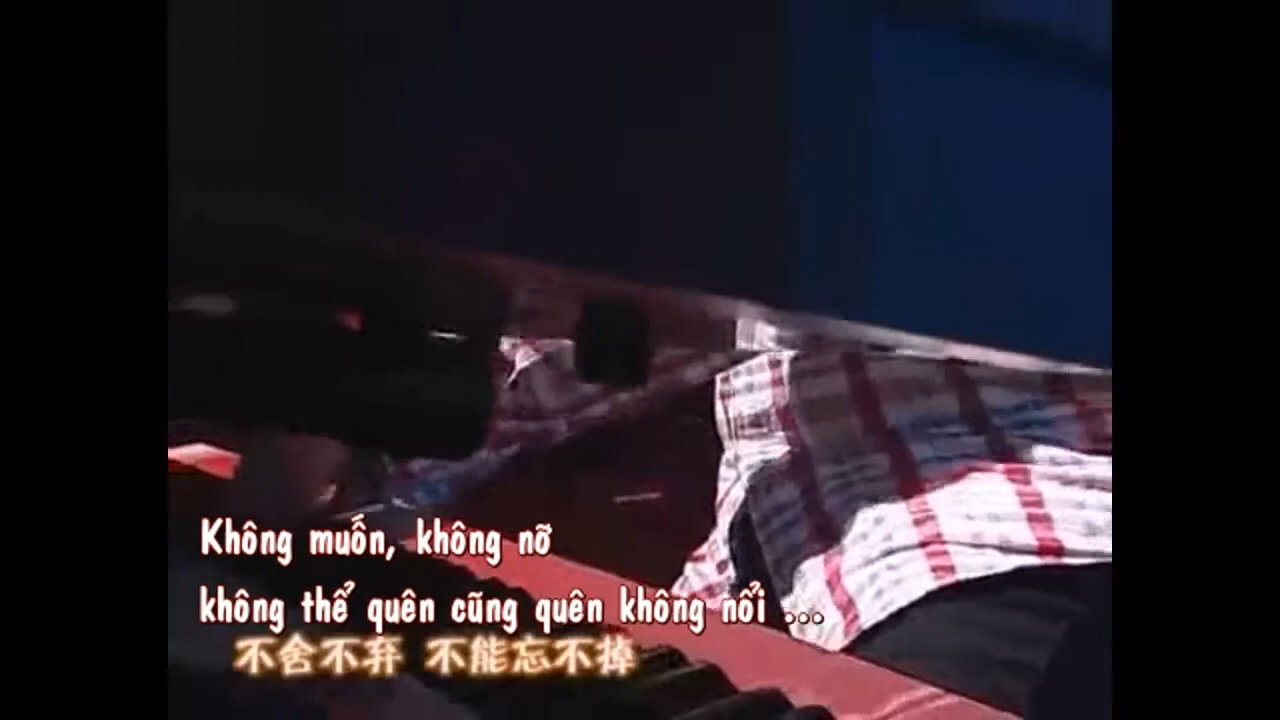 Không muốn, không nỡ
không thể quên cũng quên không nổi ...
不舍不弃 不能忘不掉